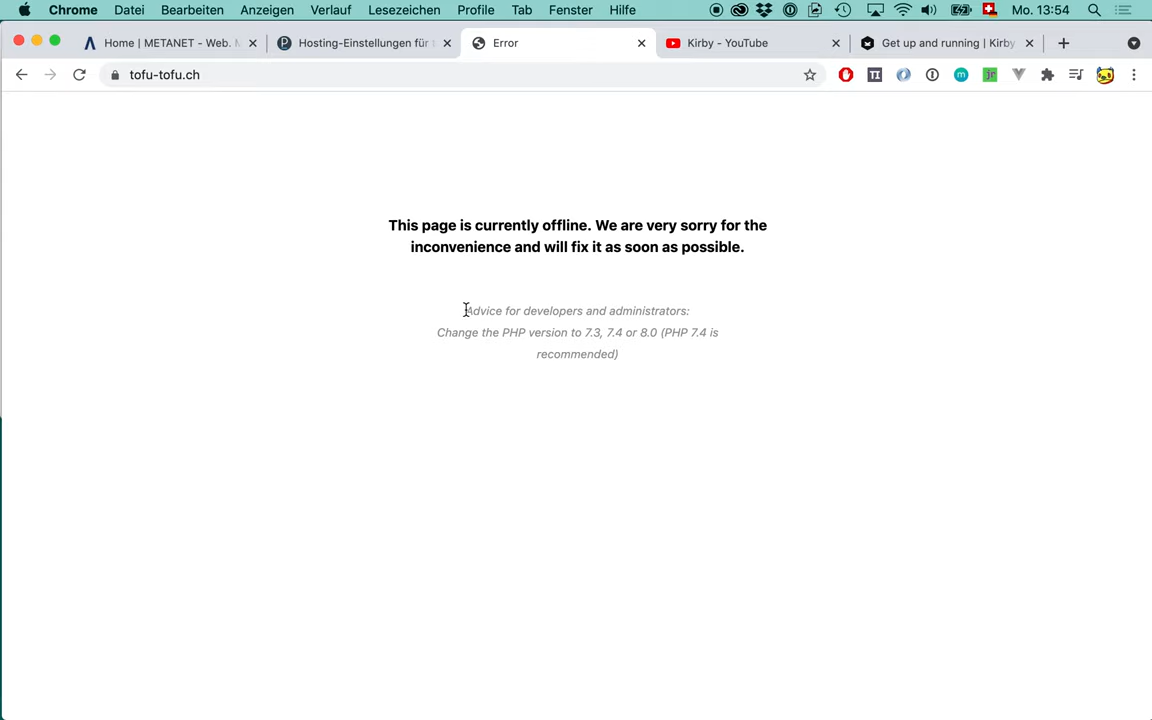 Chrome Datei Bearbeiten Anzeigen Verlauf Lesezeichen Profile Tab Fenster Hilfe Mo. 13:54
Home | METANET - Web. Hosting-Einstellungen für Error Kirby - YouTube Get up and running | Kirby
tofu-tofu.ch
This page is currently offline. We are very sorry for the
inconvenience and will fix it as soon as possible.
Advice for developers and administrators:
Change the PHP version to 7.3, 7.4 or 8.0 (PHP 7.4 is
recommended)